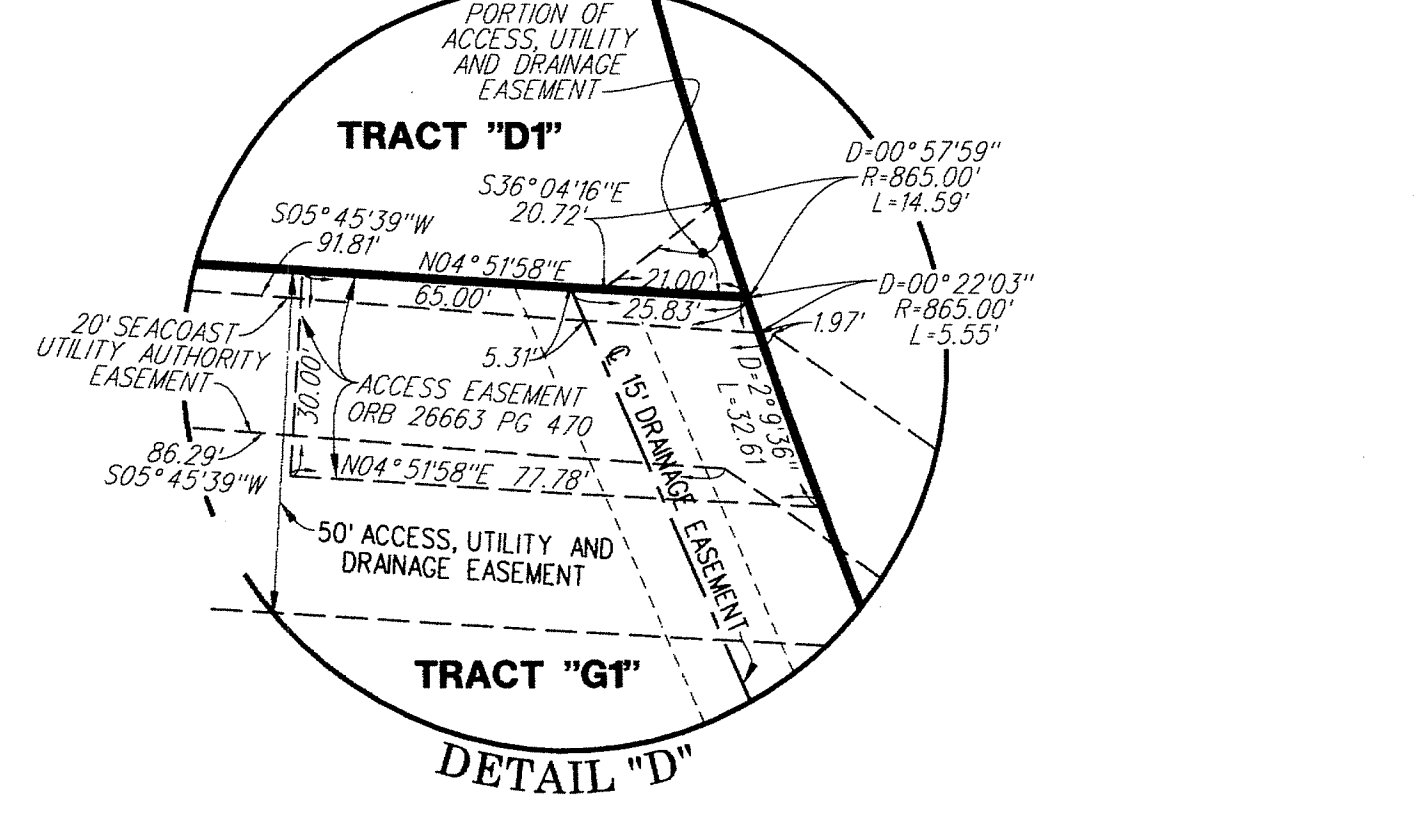 PORTION OF
ACCESS, UTILITY
AND DRAINAGE
EASEMENT
TRACT "D1"
D=00°57'59"
R=865.00'
L=14.59'
S36°04'16"E
20.72'
S05°45'39"W
91.81'
N04°51'58"E
21.00'
65.00'
25.83'
D=00°22'03"
R=865.00'
L=5.55'
1.97'
20' SEACOAST
UTILITY AUTHORITY
EASEMENT
5.31'
30.00'
ACCESS EASEMENT
ORB 26663 PG 470
℄ 15' DRAINAGE EASEMENT
D=2°9'36"
L=32.61
86.29'
S05°45'39"W
N04°51'58"E 77.78'
50' ACCESS, UTILITY AND
DRAINAGE EASEMENT
TRACT "G1"
DETAIL "D"